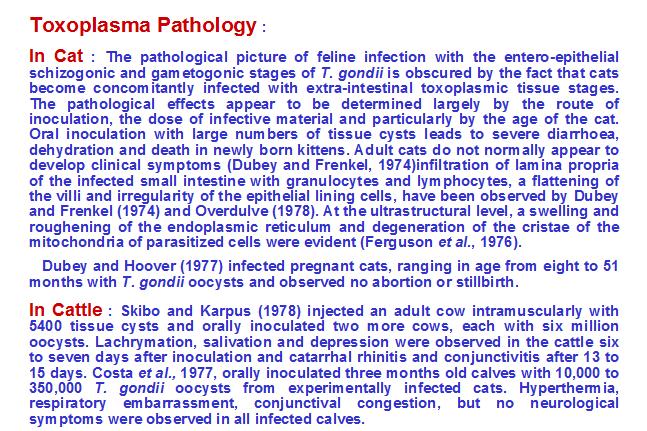 Toxoplasma Pathology :
In Cat : The pathological picture of feline infection with the entero-epithelial
schizogonic and gametogonic stages of T. gondii is obscured by the fact that cats
become concomitantly infected with extra-intestinal toxoplasmic tissue stages.
The pathological effects appear to be determined largely by the route of
inoculation, the dose of infective material and particularly by the age of the cat.
Oral inoculation with large numbers of tissue cysts leads to severe diarrhoea,
dehydration and death in newly born kittens. Adult cats do not normally appear to
develop clinical symptoms (Dubey and Frenkel, 1974)infiltration of lamina propria
of the infected small intestine with granulocytes and lymphocytes, a flattening of
the villi and irregularity of the epithelial lining cells, have been observed by Dubey
and Frenkel (1974) and Overdulve (1978). At the ultrastructural level, a swelling and
roughening of the endoplasmic reticulum and degeneration of the cristae of the
mitochondria of parasitized cells were evident (Ferguson et al., 1976).
Dubey and Hoover (1977) infected pregnant cats, ranging in age from eight to 51
months with T. gondii oocysts and observed no abortion or stillbirth.
In Cattle : Skibo and Karpus (1978) injected an adult cow intramuscularly with
5400 tissue cysts and orally inoculated two more cows, each with six million
oocysts. Lachrymation, salivation and depression were observed in the cattle six
to seven days after inoculation and catarrhal rhinitis and conjunctivitis after 13 to
15 days. Costa et al., 1977, orally inoculated three months old calves with 10,000 to
350,000 T. gondii oocysts from experimentally infected cats. Hyperthermia,
respiratory embarrassment, conjunctival congestion, but no neurological
symptoms were observed in all infected calves.